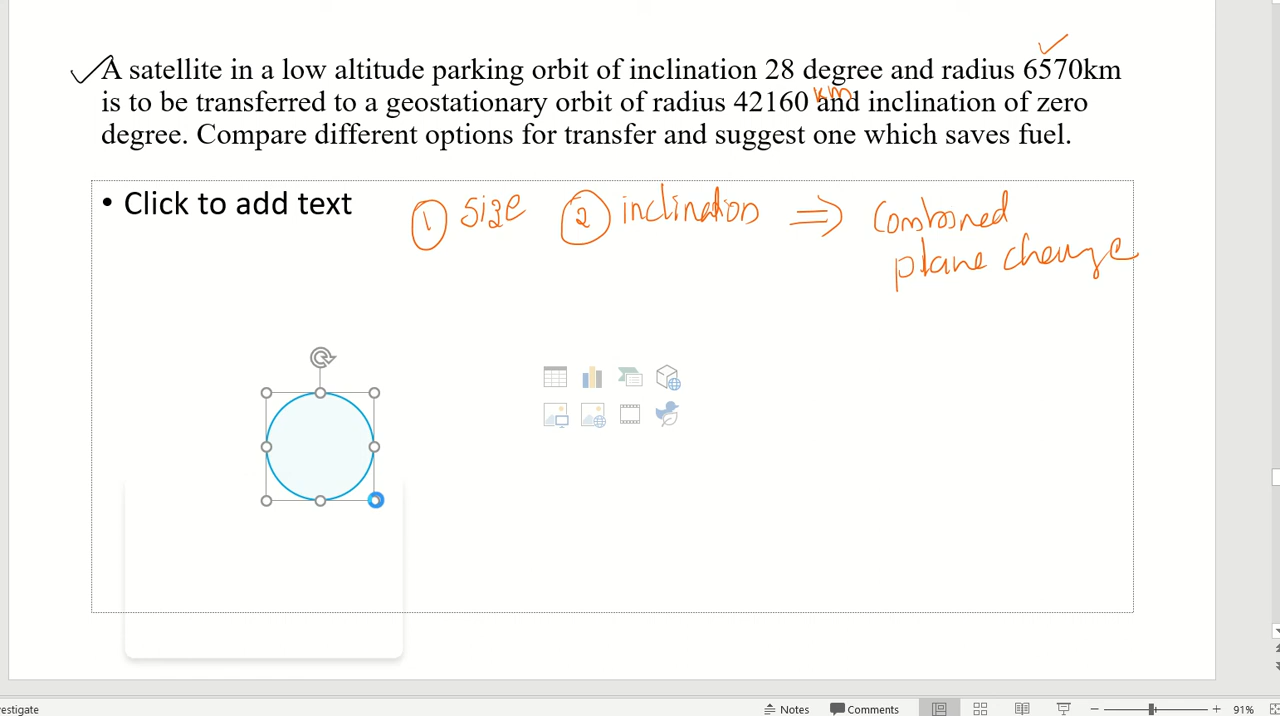 A satellite in a low altitude parking orbit of inclination 28 degree and radius 6570km
is to be transferred to a geostationary orbit of radius 42160 km and inclination of zero
degree. Compare different options for transfer and suggest one which saves fuel.
• Click to add text
1 size 2 inclination ⇒ Combined
plane change
vestigate
Notes
Comments
91%